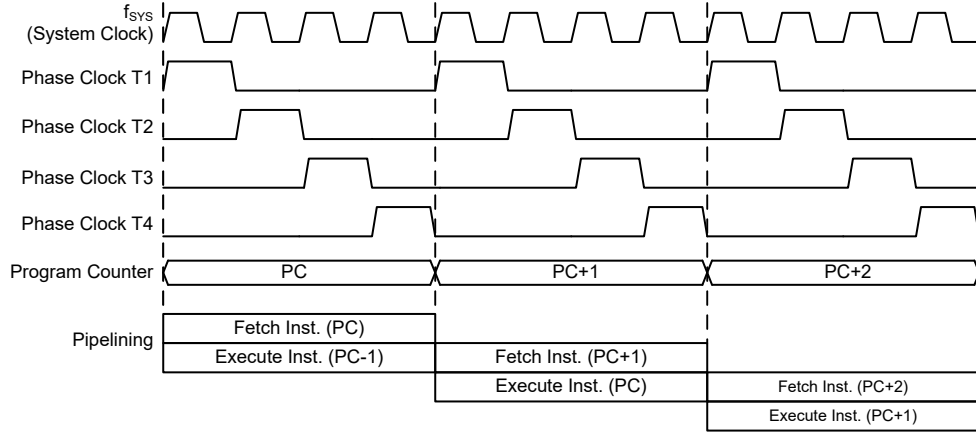 fSYS
(System Clock)
Phase Clock T1
Phase Clock T2
Phase Clock T3
Phase Clock T4
Program Counter PC PC+1 PC+2
Pipelining
Fetch Inst. (PC)
Execute Inst. (PC-1) Fetch Inst. (PC+1)
Execute Inst. (PC) Fetch Inst. (PC+2)
Execute Inst. (PC+1)